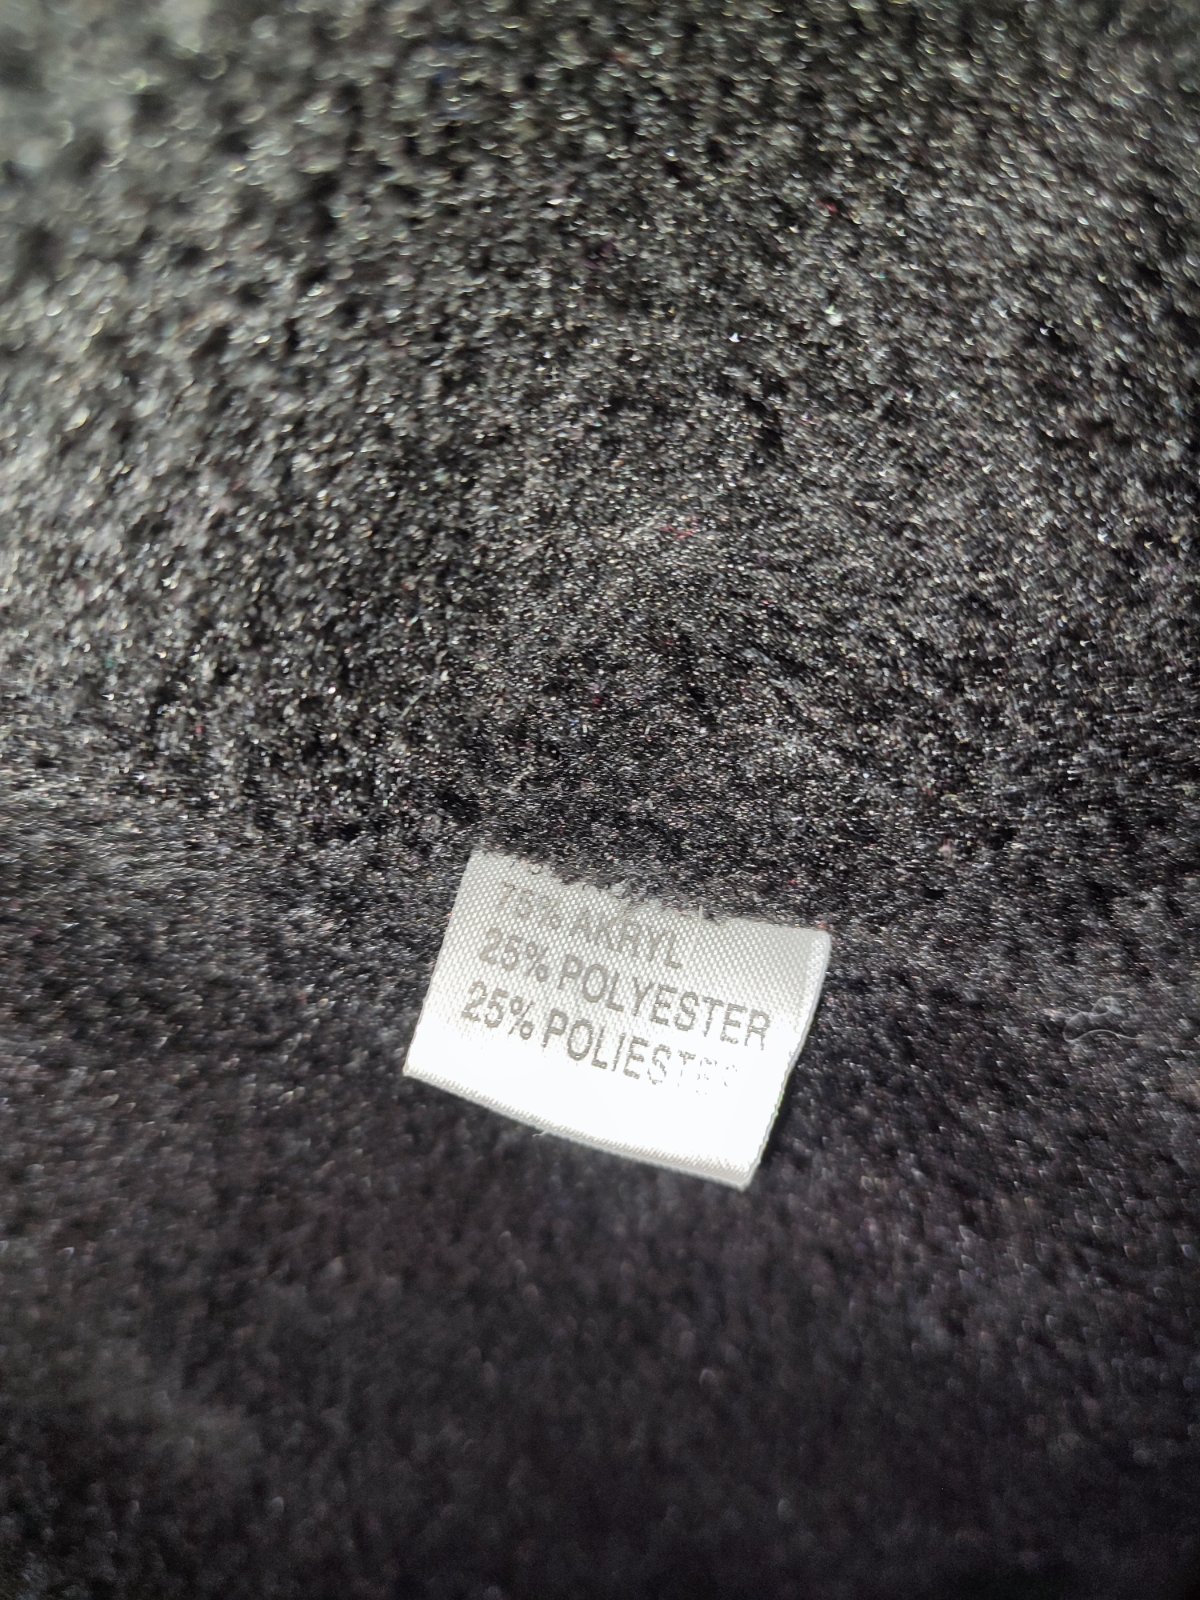 75% AKRYL
25% POLYESTER
25% POLIESTER